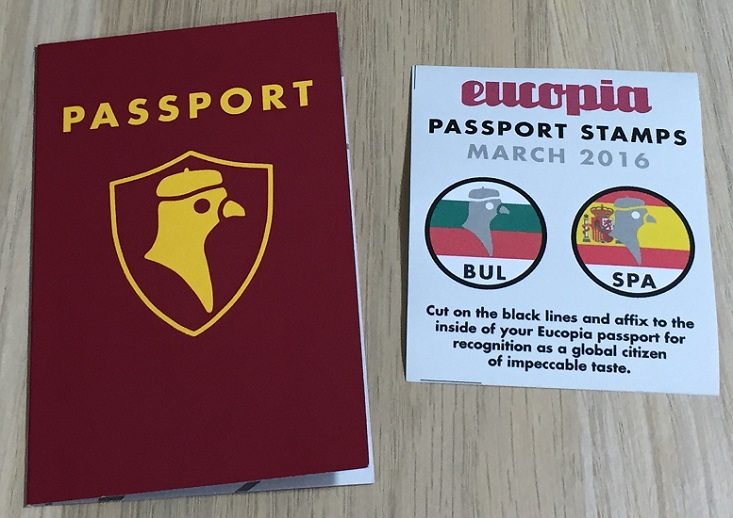 PASSPORT
eucopia
PASSPORT STAMPS
MARCH 2016
BUL
SPA
Cut on the black lines and affix to the
inside of your Eucopia passport for
recognition as a global citizen
of impeccable taste.